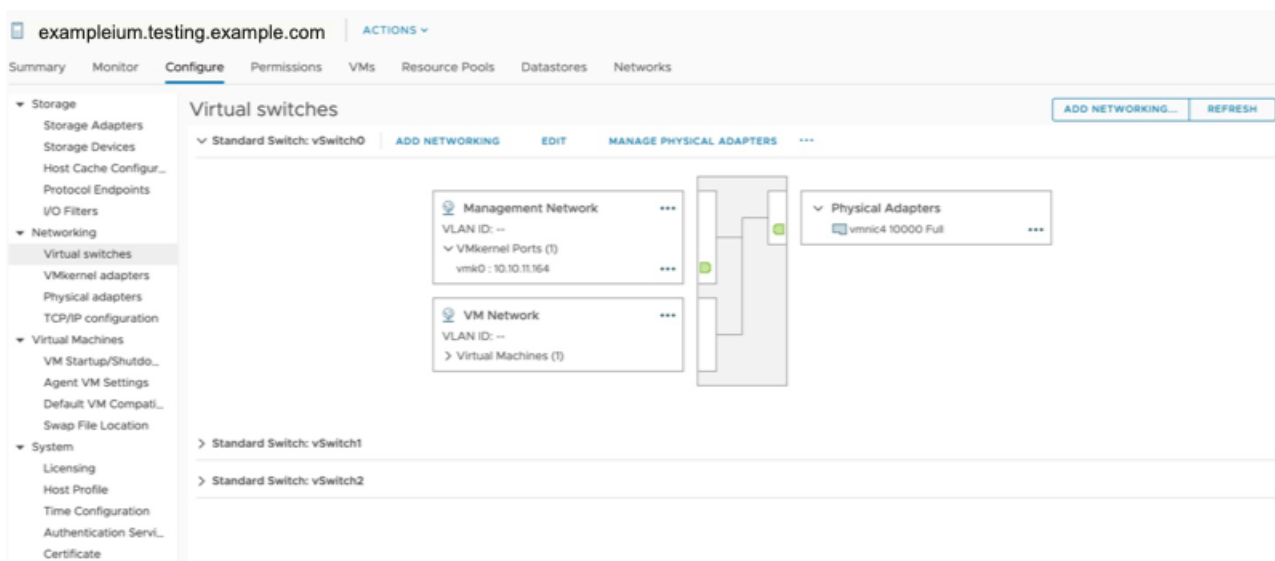 exampleium.testing.example.com ACTIONS
Summary Monitor Configure Permissions VMs Resource Pools Datastores Networks
Storage
Storage Adapters
Storage Devices
Host Cache Configur...
Protocol Endpoints
I/O Filters
Networking
Virtual switches
VMkernel adapters
Physical adapters
TCP/IP configuration
Virtual Machines
VM Startup/Shutdo...
Agent VM Settings
Default VM Compati...
Swap File Location
System
Licensing
Host Profile
Time Configuration
Authentication Servi...
Certificate
Virtual switches
ADD NETWORKING... REFRESH
Standard Switch: vSwitch0 ADD NETWORKING EDIT MANAGE PHYSICAL ADAPTERS ...
Management Network ...
VLAN ID: --
VMkernel Ports (1)
vmk0 : 10.10.11.164 ...
VM Network ...
VLAN ID: --
Virtual Machines (1)
Physical Adapters
vmnic4 10000 Full ...
Standard Switch: vSwitch1
Standard Switch: vSwitch2